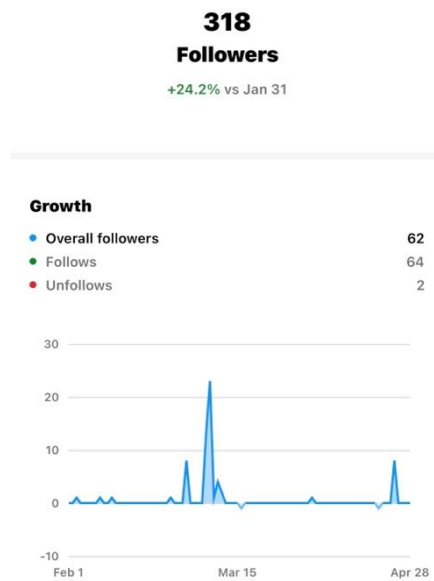 318
Followers
+24.2% vs Jan 31
Growth
Overall followers 62
Follows 64
Unfollows 2
30
20
10
0
-10
Feb 1 Mar 15 Apr 28